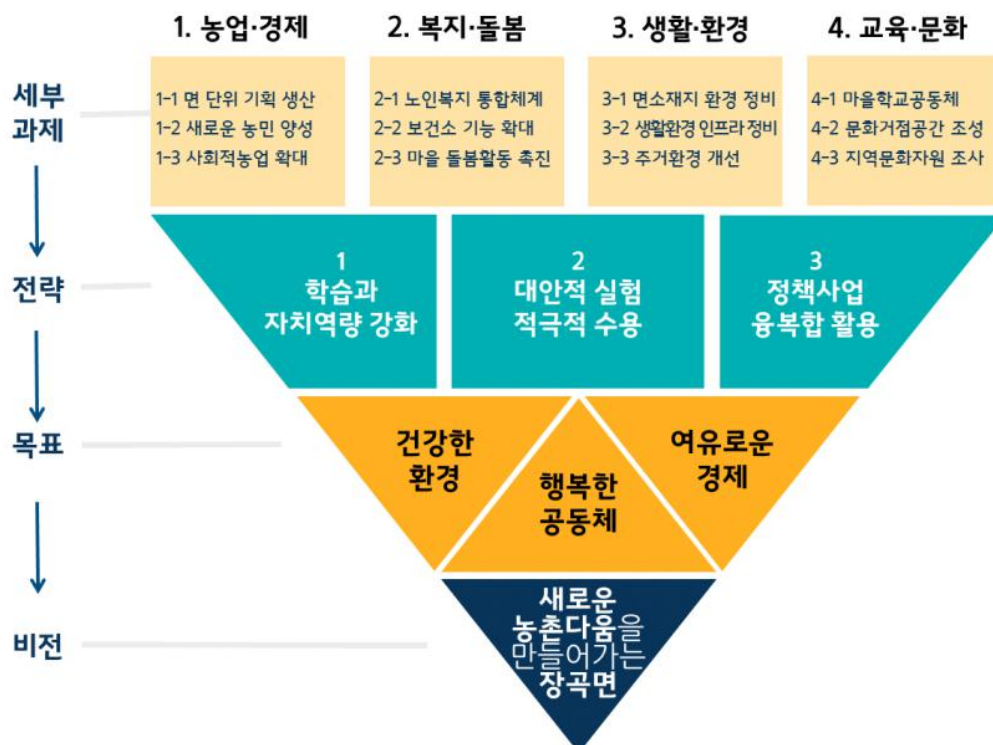 1. 농업·경제
2. 복지·돌봄
3. 생활·환경
4. 교육·문화
세부
과제
1-1 면 단위 기획 생산
1-2 새로운 농민 양성
1-3 사회적농업 확대
2-1 노인복지 통합체계
2-2 보건소 기능 확대
2-3 마을 돌봄활동 촉진
3-1 면소재지 환경 정비
3-2 생활환경 인프라 정비
3-3 주거환경 개선
4-1 마을학교공동체
4-2 문화거점공간 조성
4-3 지역문화자원 조사
전략
1
학습과
자치역량 강화
2
대안적 실험
적극적 수용
3
정책사업
융복합 활용
목표
건강한
환경
행복한
공동체
여유로운
경제
비전
새로운
농촌다움을
만들어가는
장곡면